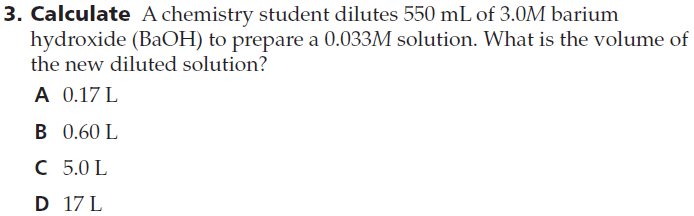 3. Calculate A chemistry student dilutes 550 mL of 3.0M barium
hydroxide (BaOH) to prepare a 0.033M solution. What is the volume of
the new diluted solution?
A 0.17 L
B 0.60 L
C 5.0 L
D 17 L